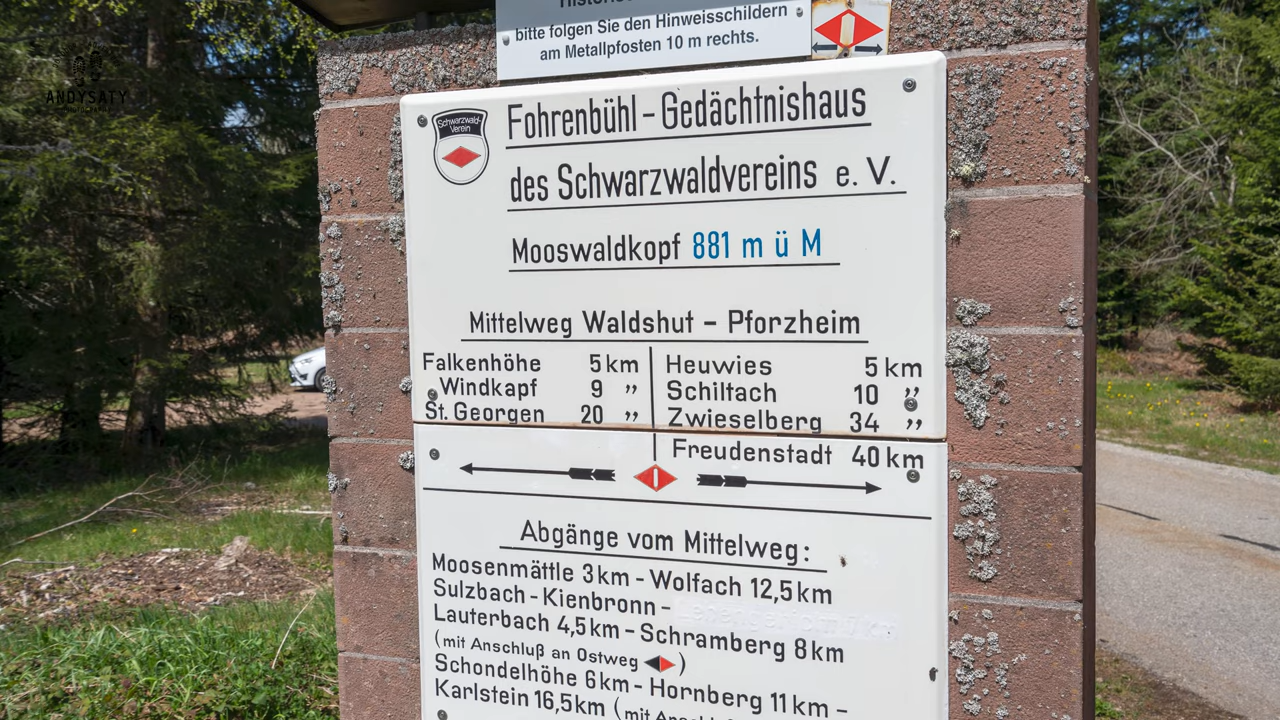 bitte folgen Sie den Hinweisschildern
am Metallpfosten 10 m rechts.
ANDYSATY
Schwarzwald-
Verein
Fohrenbühl - Gedächtnishaus
des Schwarzwaldvereins e. V.
Mooswaldkopf 881 m ü M
Mittelweg Waldshut - Pforzheim
Falkenhöhe 5 km Heuwies 5 km
Windkapf 9 " Schiltach 10 "
St. Georgen 20 " Zwieselberg 34 "
Freudenstadt 40 km
Abgänge vom Mittelweg:
Moosenmättle 3 km - Wolfach 12,5 km
Sulzbach - Kienbronn -
Lauterbach 4,5 km - Schramberg 8 km
(mit Anschluß an Ostweg )
Schondelhöhe 6 km - Hornberg 11 km -
Karlstein 16,5 km (mit